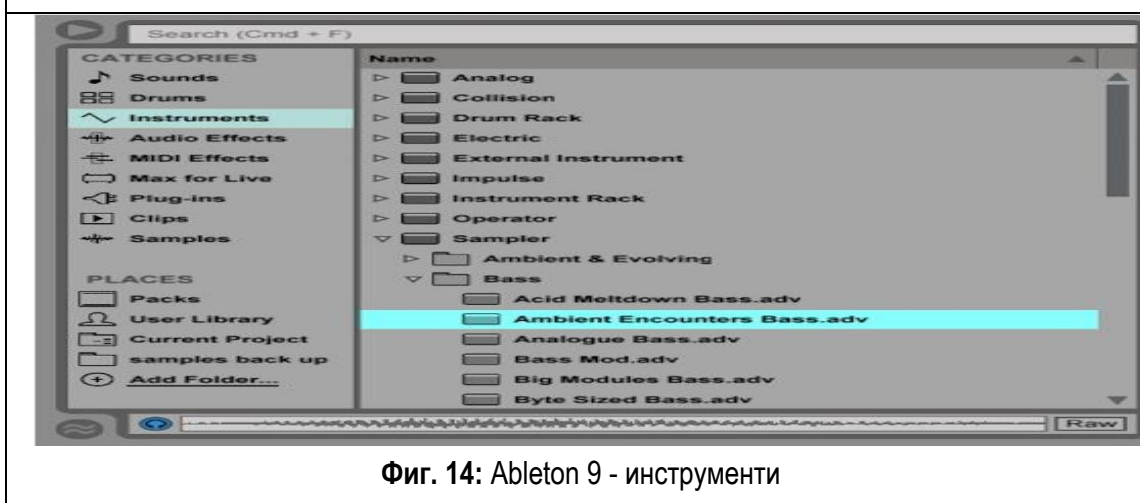 Search (Cmd + F)
CATEGORIES
Sounds
Drums
Instruments
Audio Effects
MIDI Effects
Max for Live
Plug-ins
Clips
Samples
PLACES
Packs
User Library
Current Project
samples back up
Add Folder...
Name
Analog
Collision
Drum Rack
Electric
External Instrument
Impulse
Instrument Rack
Operator
Sampler
Ambient & Evolving
Bass
Acid Meltdown Bass.adv
Ambient Encounters Bass.adv
Analogue Bass.adv
Bass Mod.adv
Big Modules Bass.adv
Byte Sized Bass.adv
Raw
Фиг. 14: Ableton 9 - инструменти